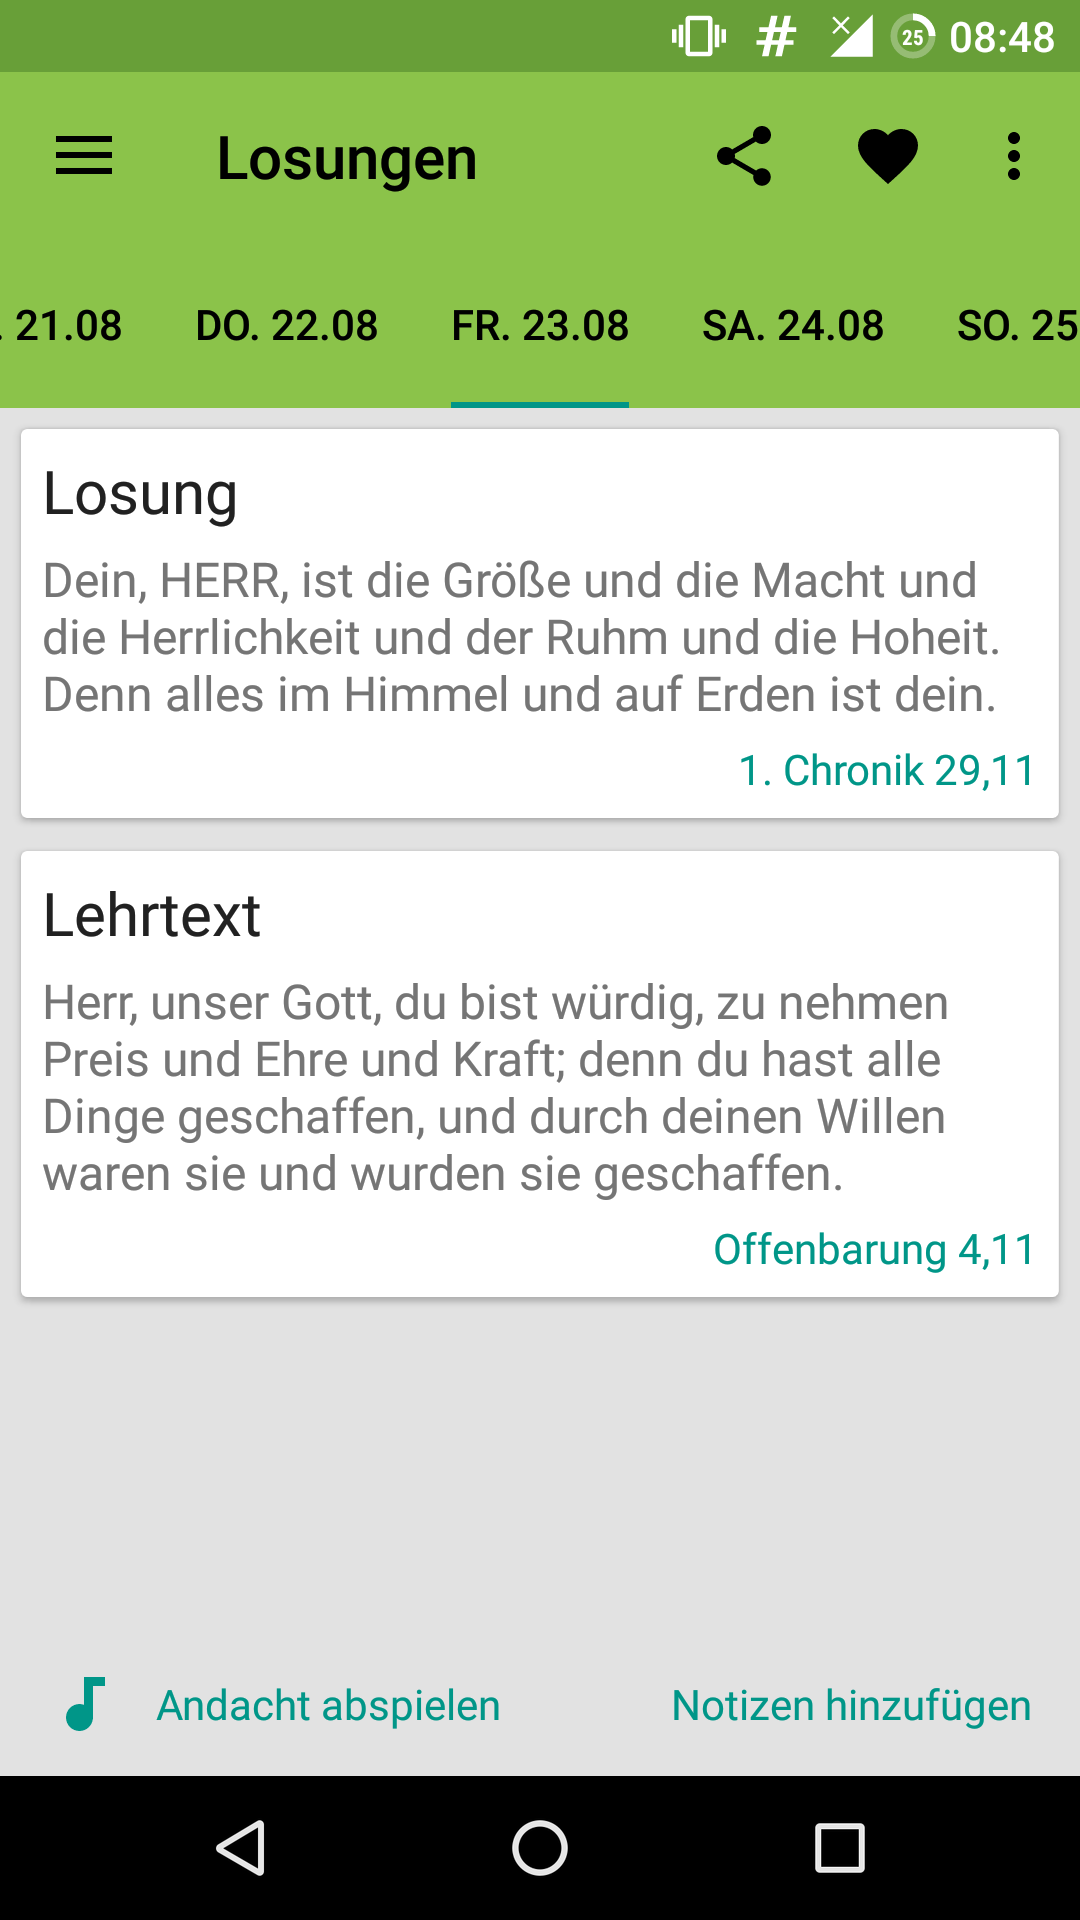 # 25 08:48
Losungen
. 21.08 DO. 22.08 FR. 23.08 SA. 24.08 SO. 25
Losung
Dein, HERR, ist die Größe und die Macht und
die Herrlichkeit und der Ruhm und die Hoheit.
Denn alles im Himmel und auf Erden ist dein.
1. Chronik 29,11
Lehrtext
Herr, unser Gott, du bist würdig, zu nehmen
Preis und Ehre und Kraft; denn du hast alle
Dinge geschaffen, und durch deinen Willen
waren sie und wurden sie geschaffen.
Offenbarung 4,11
Andacht abspielen Notizen hinzufügen